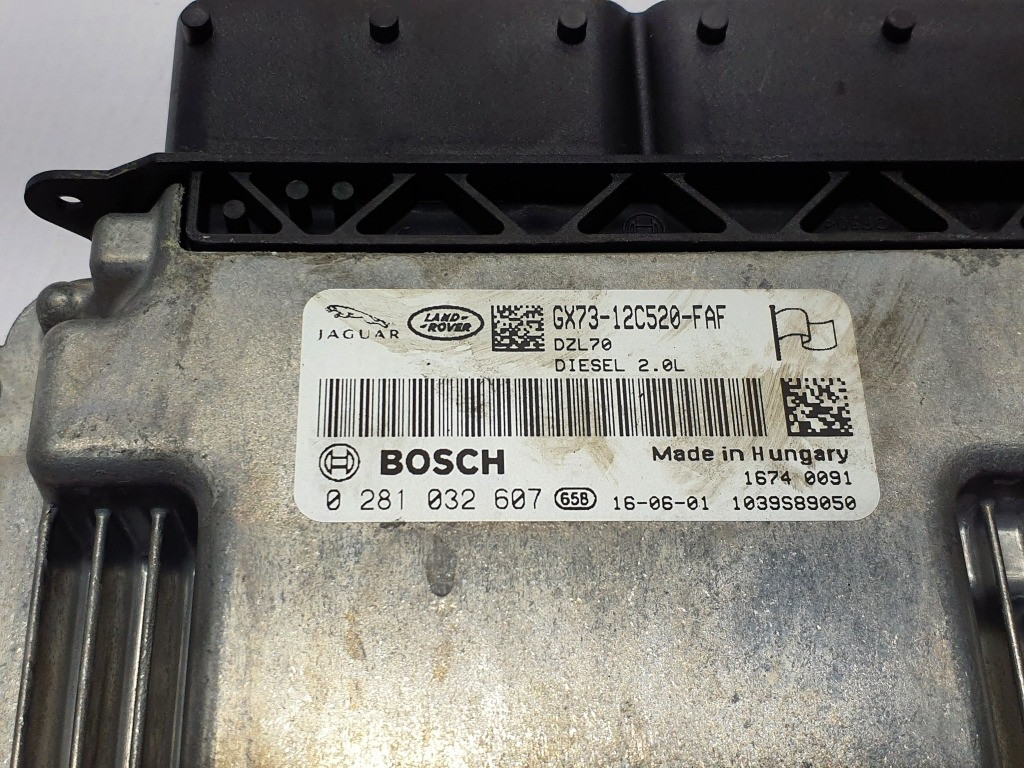 JAGUAR LAND-ROVER GX73-12C520-FAF
DZL70
DIESEL 2.0L
BOSCH Made in Hungary
1674 0091
0 281 032 607 65B 16-06-01 1039S89050